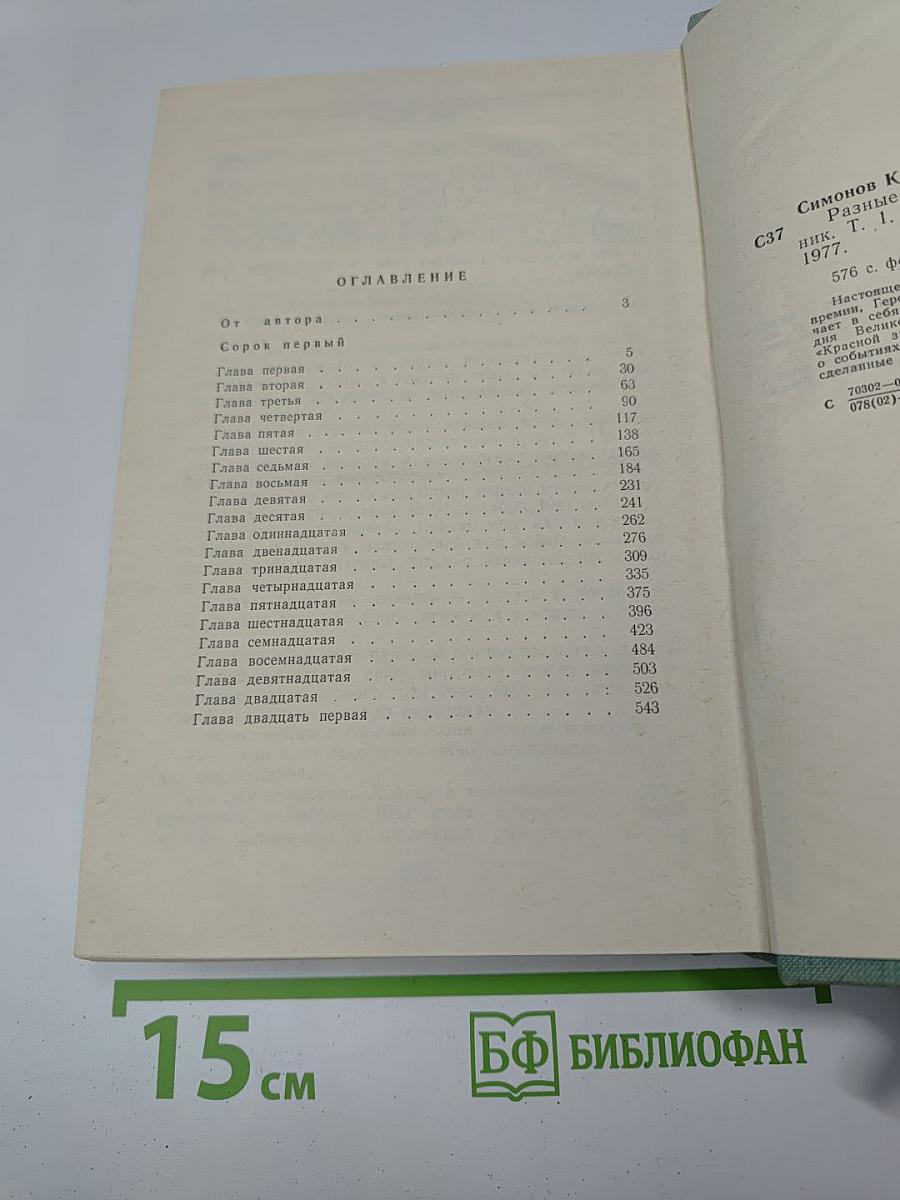 ОГЛАВЛЕНИЕ
От автора . . . . . . . . . . . . . . 3
Сорок первый
Глава первая . . . . . . . . . . . . . . 5
Глава вторая . . . . . . . . . . . . . . 30
Глава третья . . . . . . . . . . . . . . 63
Глава четвертая . . . . . . . . . . . . . 90
Глава пятая . . . . . . . . . . . . . . 117
Глава шестая . . . . . . . . . . . . . . 138
Глава седьмая . . . . . . . . . . . . . 165
Глава восьмая . . . . . . . . . . . . . 184
Глава девятая . . . . . . . . . . . . . 231
Глава десятая . . . . . . . . . . . . . 241
Глава одиннадцатая . . . . . . . . . . . 262
Глава двенадцатая . . . . . . . . . . . 276
Глава тринадцатая . . . . . . . . . . . 309
Глава четырнадцатая . . . . . . . . . . 335
Глава пятнадцатая . . . . . . . . . . . 375
Глава шестнадцатая . . . . . . . . . . . 396
Глава семнадцатая . . . . . . . . . . . 423
Глава восемнадцатая . . . . . . . . . . 484
Глава девятнадцатая . . . . . . . . . . 503
Глава двадцатая . . . . . . . . . . . : 526
Глава двадцать первая . . . . . . . . . . 543
Симонов К
Разные
С37
ник. Т. 1.
1977.
576 с. фо
Настояще
премии, Геро
чает в себя
дня Велико
«Красной з
о событиях
сделанные
С 70302—0
078(02)-
15 см
БФ БИБЛИОФАН